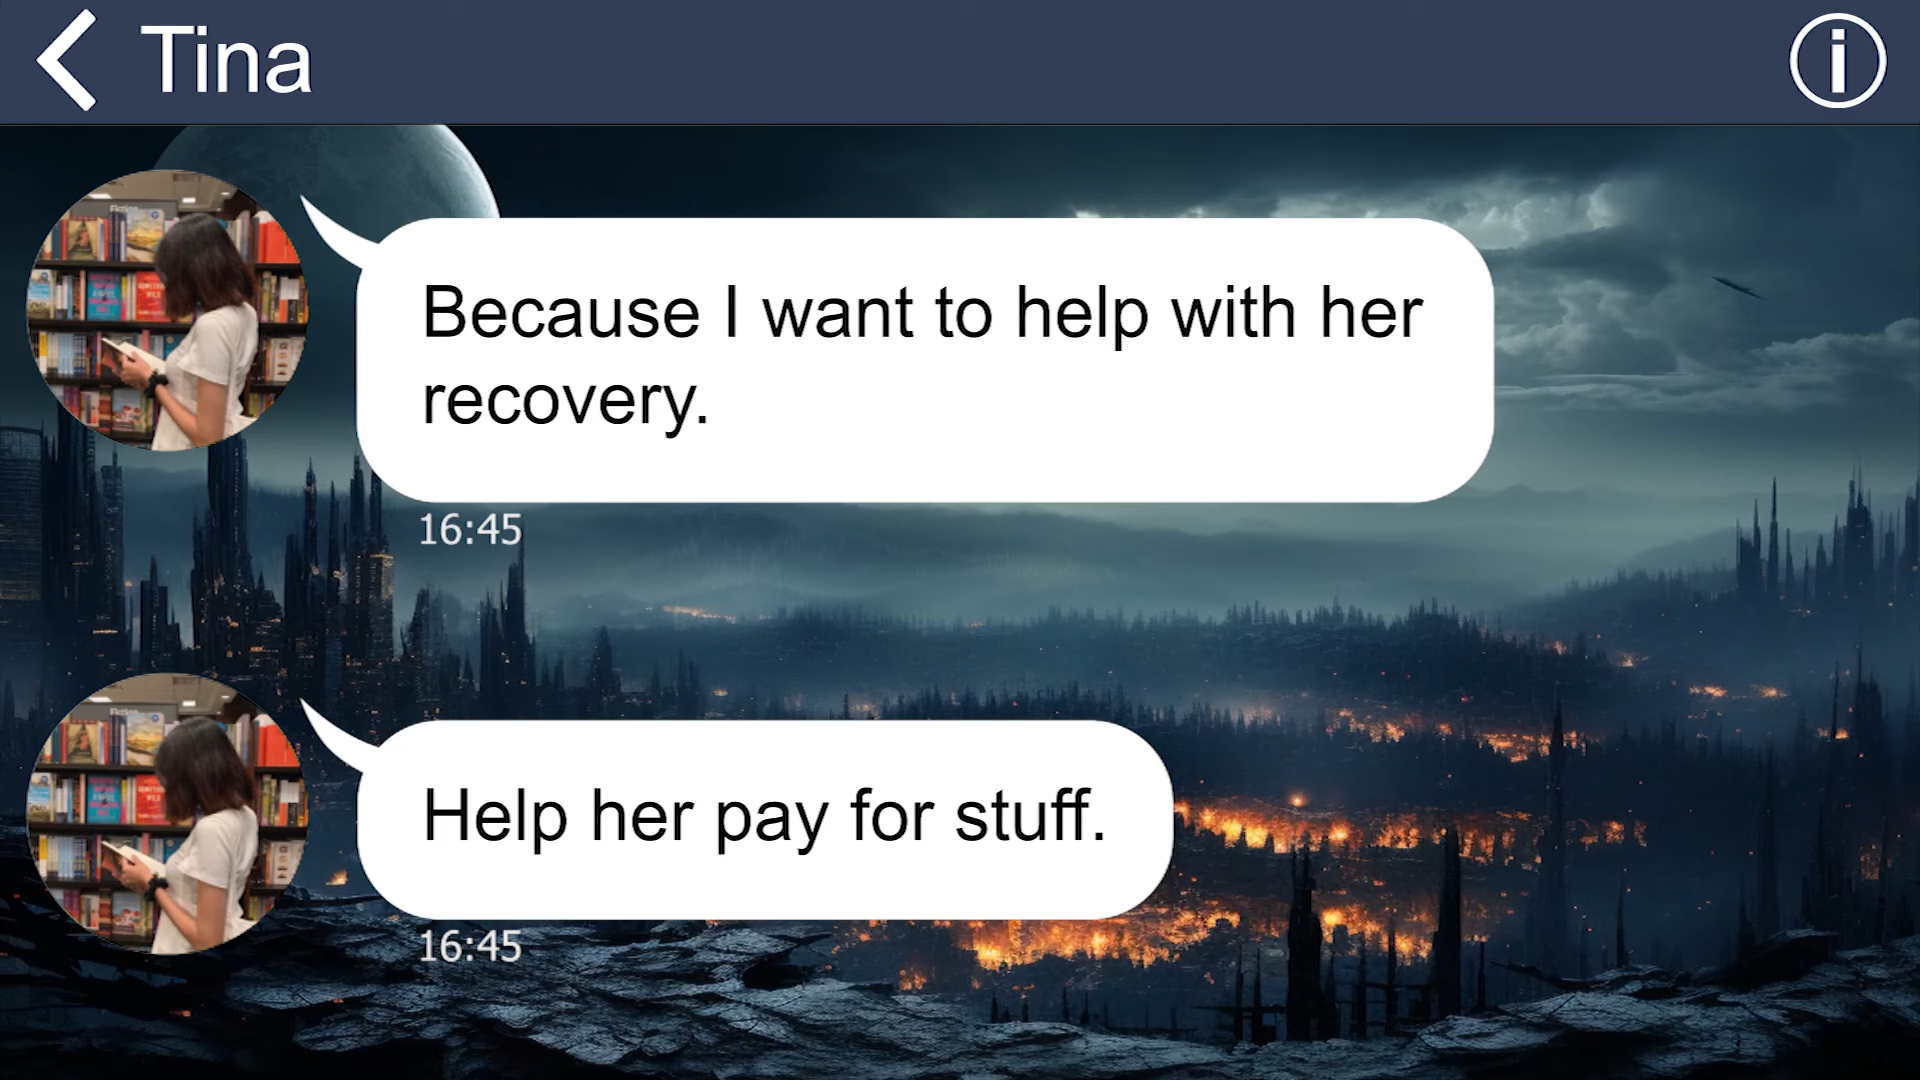 Tina
Because I want to help with her
recovery.
16:45
Help her pay for stuff.
16:45